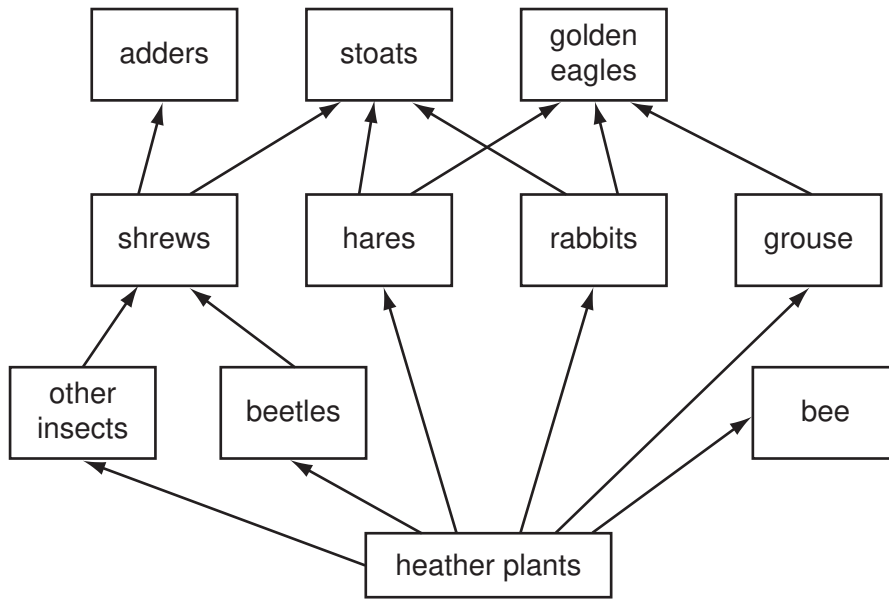 adders
stoats
golden
eagles
shrews
hares
rabbits
grouse
other
insects
beetles
bee
heather plants